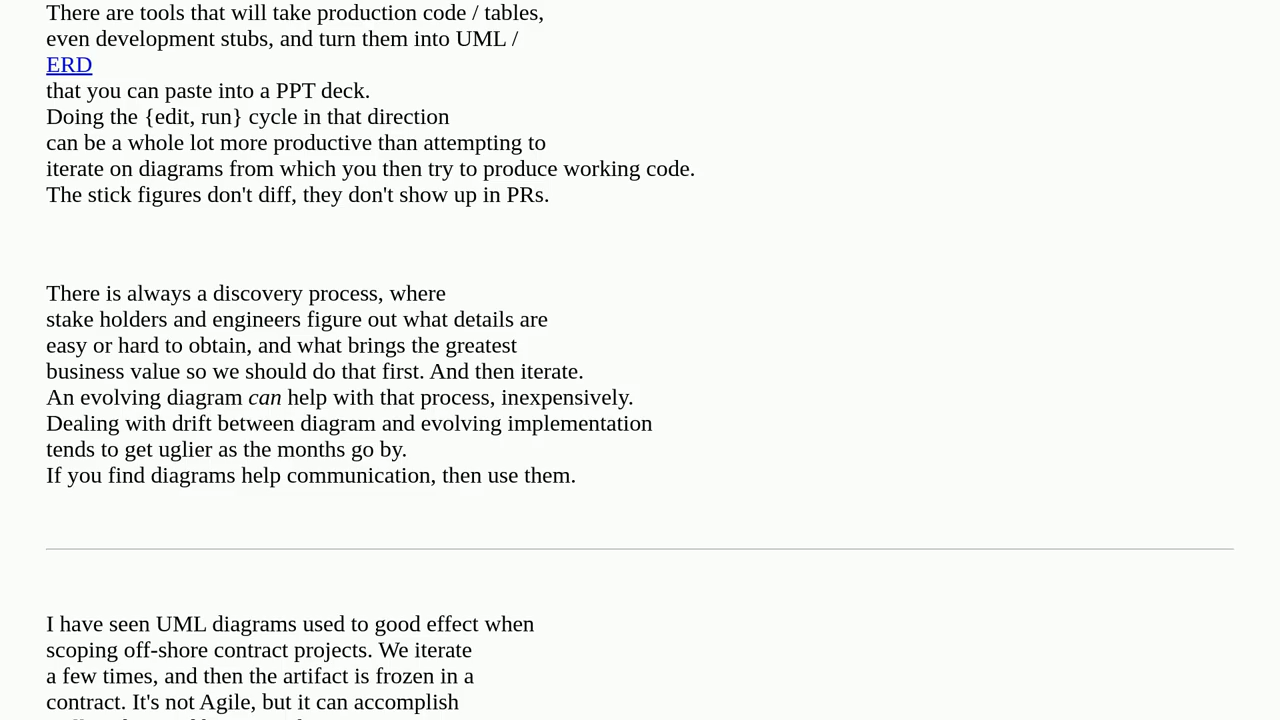 There are tools that will take production code / tables,
even development stubs, and turn them into UML /
ERD
that you can paste into a PPT deck.
Doing the {edit, run} cycle in that direction
can be a whole lot more productive than attempting to
iterate on diagrams from which you then try to produce working code.
The stick figures don't diff, they don't show up in PRs.
There is always a discovery process, where
stake holders and engineers figure out what details are
easy or hard to obtain, and what brings the greatest
business value so we should do that first. And then iterate.
An evolving diagram can help with that process, inexpensively.
Dealing with drift between diagram and evolving implementation
tends to get uglier as the months go by.
If you find diagrams help communication, then use them.
I have seen UML diagrams used to good effect when
scoping off-shore contract projects. We iterate
a few times, and then the artifact is frozen in a
contract. It's not Agile, but it can accomplish